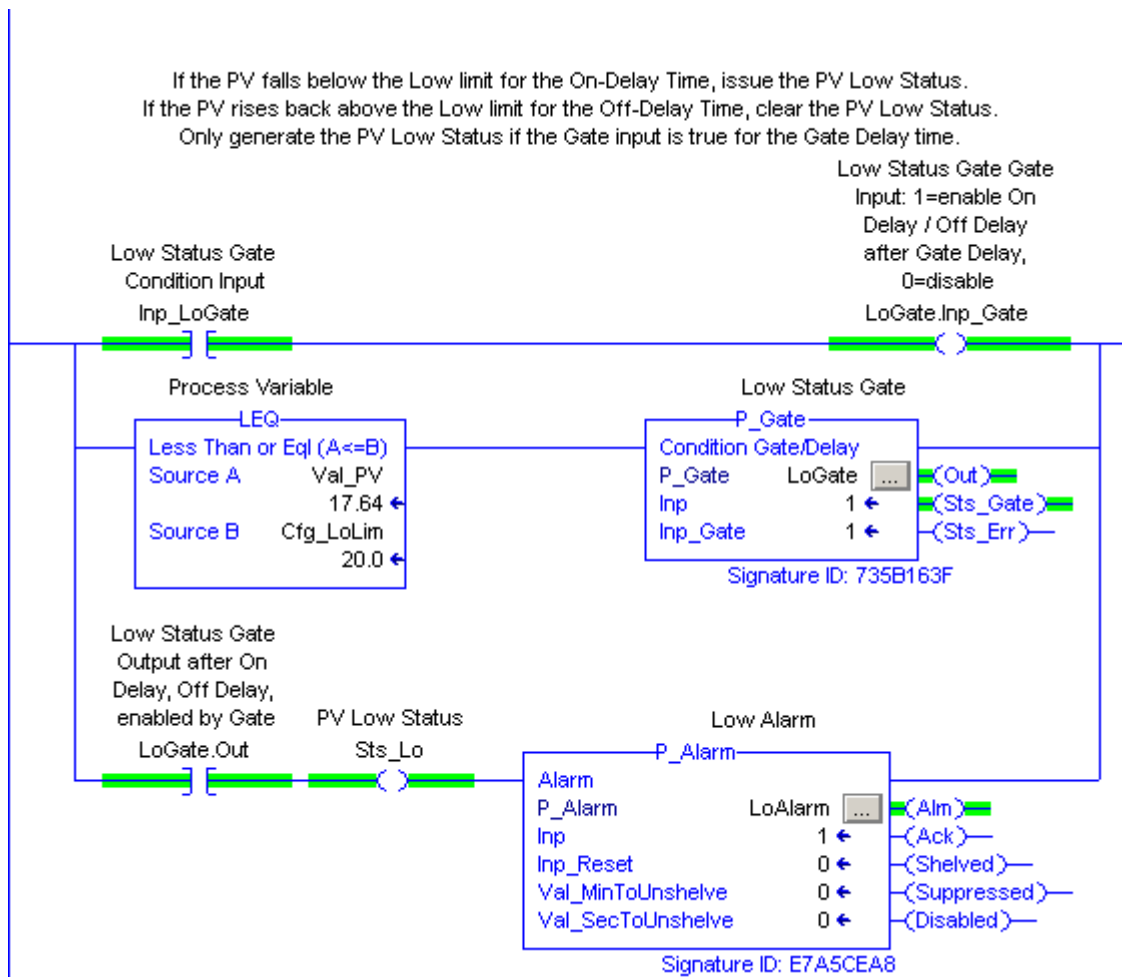 If the PV falls below the Low limit for the On-Delay Time, issue the PV Low Status.
If the PV rises back above the Low limit for the Off-Delay Time, clear the PV Low Status.
Only generate the PV Low Status if the Gate input is true for the Gate Delay time.
Low Status Gate
Condition Input
Inp_LoGate
Low Status Gate Gate
Input: 1=enable On
Delay / Off Delay
after Gate Delay,
0=disable
LoGate.Inp_Gate
Process Variable
LEQ
Less Than or Eql (A<=B)
Source A Val_PV
17.64
Source B Cfg_LoLim
20.0
Low Status Gate
P_Gate
Condition Gate/Delay
P_Gate LoGate ... (Out)
Inp 1 (Sts_Gate)
Inp_Gate 1 (Sts_Err)
Signature ID: 735B163F
Low Status Gate
Output after On
Delay, Off Delay,
enabled by Gate
LoGate.Out
PV Low Status
Sts_Lo
Low Alarm
P_Alarm
Alarm
P_Alarm LoAlarm ... (Alm)
Inp 1 (Ack)
Inp_Reset 0 (Shelved)
Val_MinToUnshelve 0 (Suppressed)
Val_SecToUnshelve 0 (Disabled)
Signature ID: E7A5CEA8